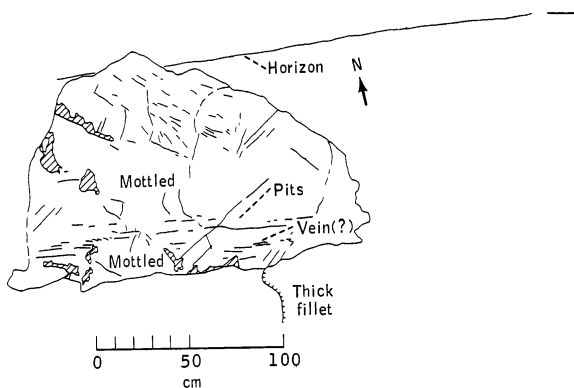 Horizon
N
Mottled
Pits
Vein(?)
Mottled
Thick
fillet
0 50 100
cm